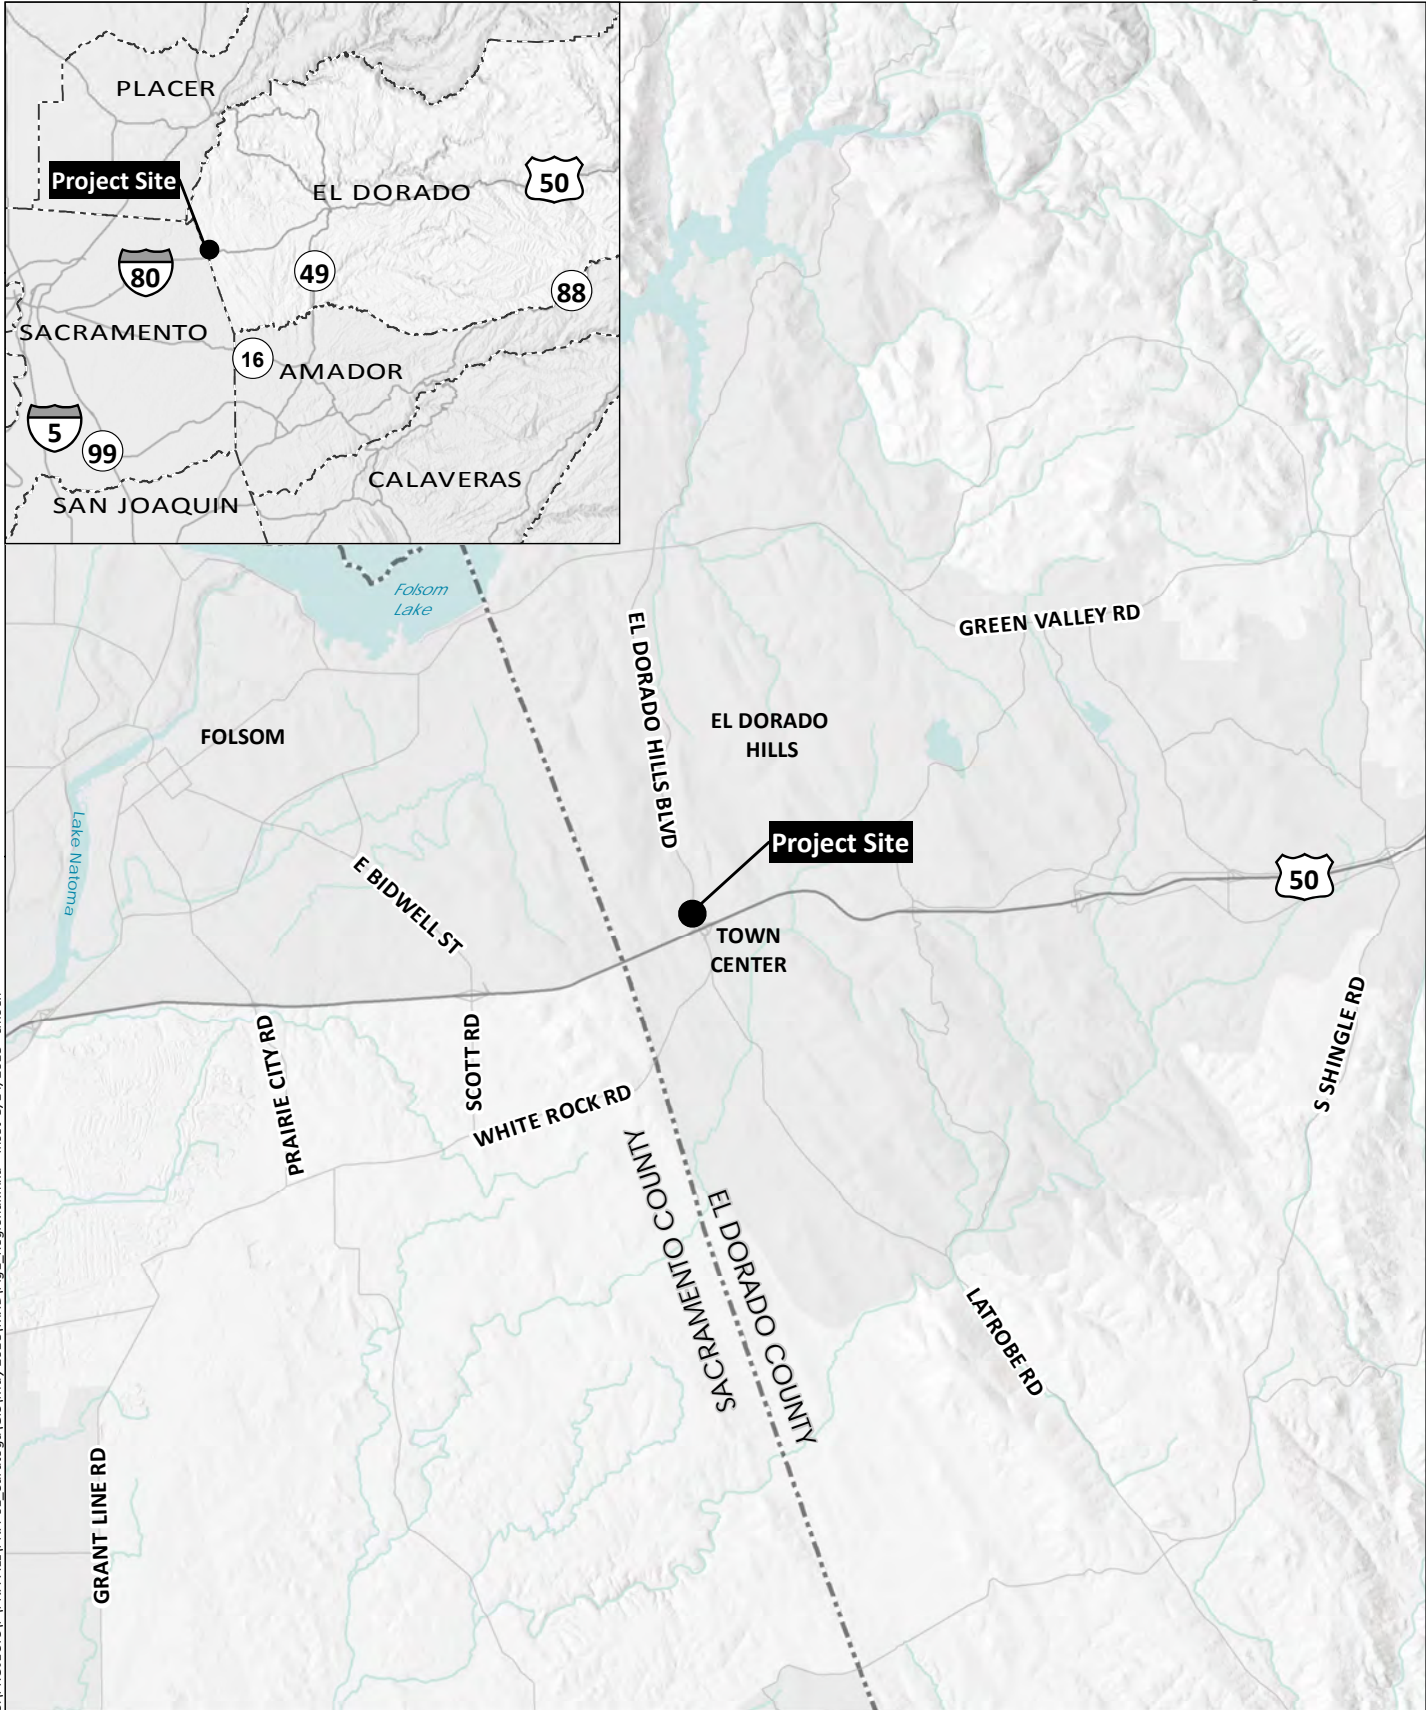 PLACER
Project Site
EL DORADO
50
80
49
88
SACRAMENTO
16
AMADOR
5
99
CALAVERAS
SAN JOAQUIN
Folsom
Lake
GREEN VALLEY RD
EL DORADO HILLS BLVD
FOLSOM
EL DORADO
HILLS
Lake Natoma
Project Site
E BIDWELL ST
50
TOWN
CENTER
PRAIRIE CITY RD
SCOTT RD
S SHINGLE RD
WHITE ROCK RD
SACRAMENTO COUNTY
EL DORADO COUNTY
LATROBE RD
GRANT LINE RD